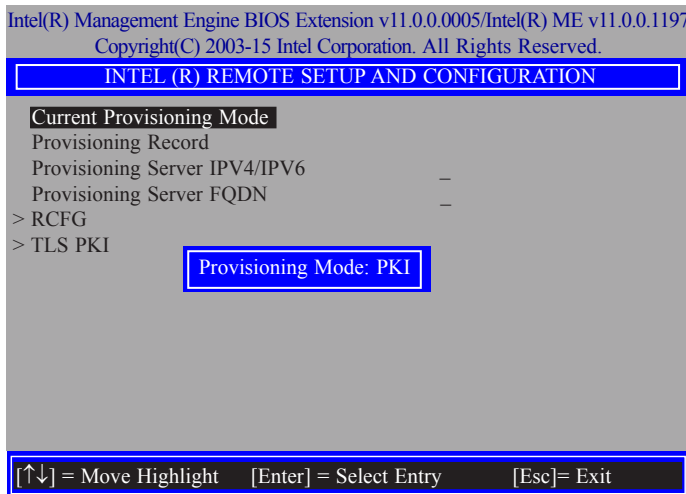 Intel(R) Management Engine BIOS Extension v11.0.0.0005/Intel(R) ME v11.0.0.1197
Copyright(C) 2003-15 Intel Corporation. All Rights Reserved.
INTEL (R) REMOTE SETUP AND CONFIGURATION
Current Provisioning Mode
Provisioning Record
Provisioning Server IPV4/IPV6 _
Provisioning Server FQDN _
> RCFG
> TLS PKI
Provisioning Mode: PKI
[↑↓] = Move Highlight [Enter] = Select Entry [Esc]= Exit